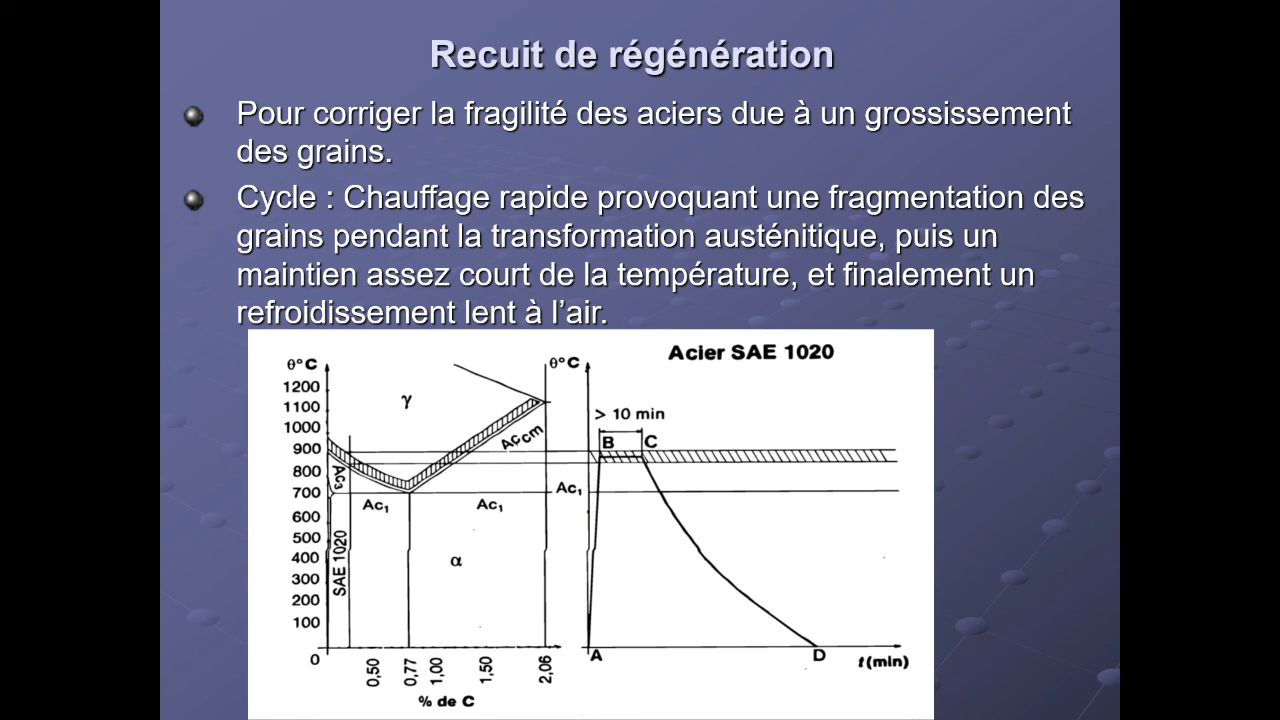 Recuit de régénération
Pour corriger la fragilité des aciers due à un grossissement
des grains.
Cycle : Chauffage rapide provoquant une fragmentation des
grains pendant la transformation austénitique, puis un
maintien assez court de la température, et finalement un
refroidissement lent à l’air.
θ°C
1200
1100
1000
900
800
700
600
500
400
300
200
100
0
γ
Ac₃
Ac₁
Ac₁
Accm
SAE 1020
α
0,50
0,77
1,00
1,50
2,06
% de C
θ°C
Acier SAE 1020
> 10 min
B
C
Ac₁
A
D
t(min)